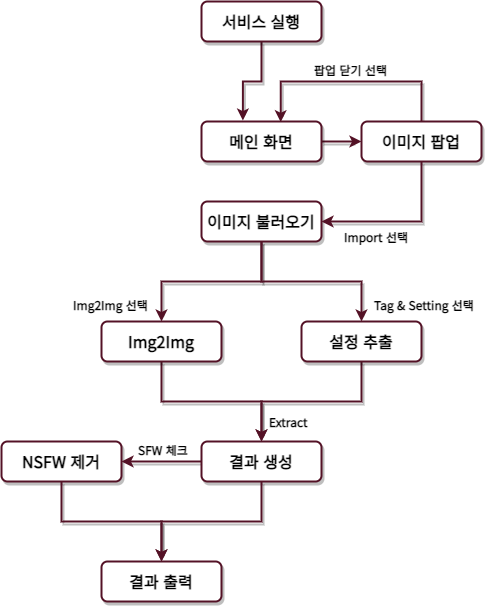 서비스 실행
팝업 닫기 선택
메인 화면
이미지 팝업
이미지 불러오기
Import 선택
Img2Img 선택
Tag & Setting 선택
Img2Img
설정 추출
Extract
SFW 체크
NSFW 제거
결과 생성
결과 출력